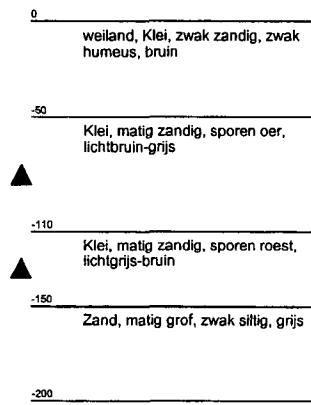 0
weiland, Klei, zwak zandig, zwak
humeus, bruin
-50
Klei, matig zandig, sporen oer,
lichtbruin-grijs
-110
Klei, matig zandig, sporen roest,
lichtgrijs-bruin
-150
Zand, matig grof, zwak siltig, grijs
-200